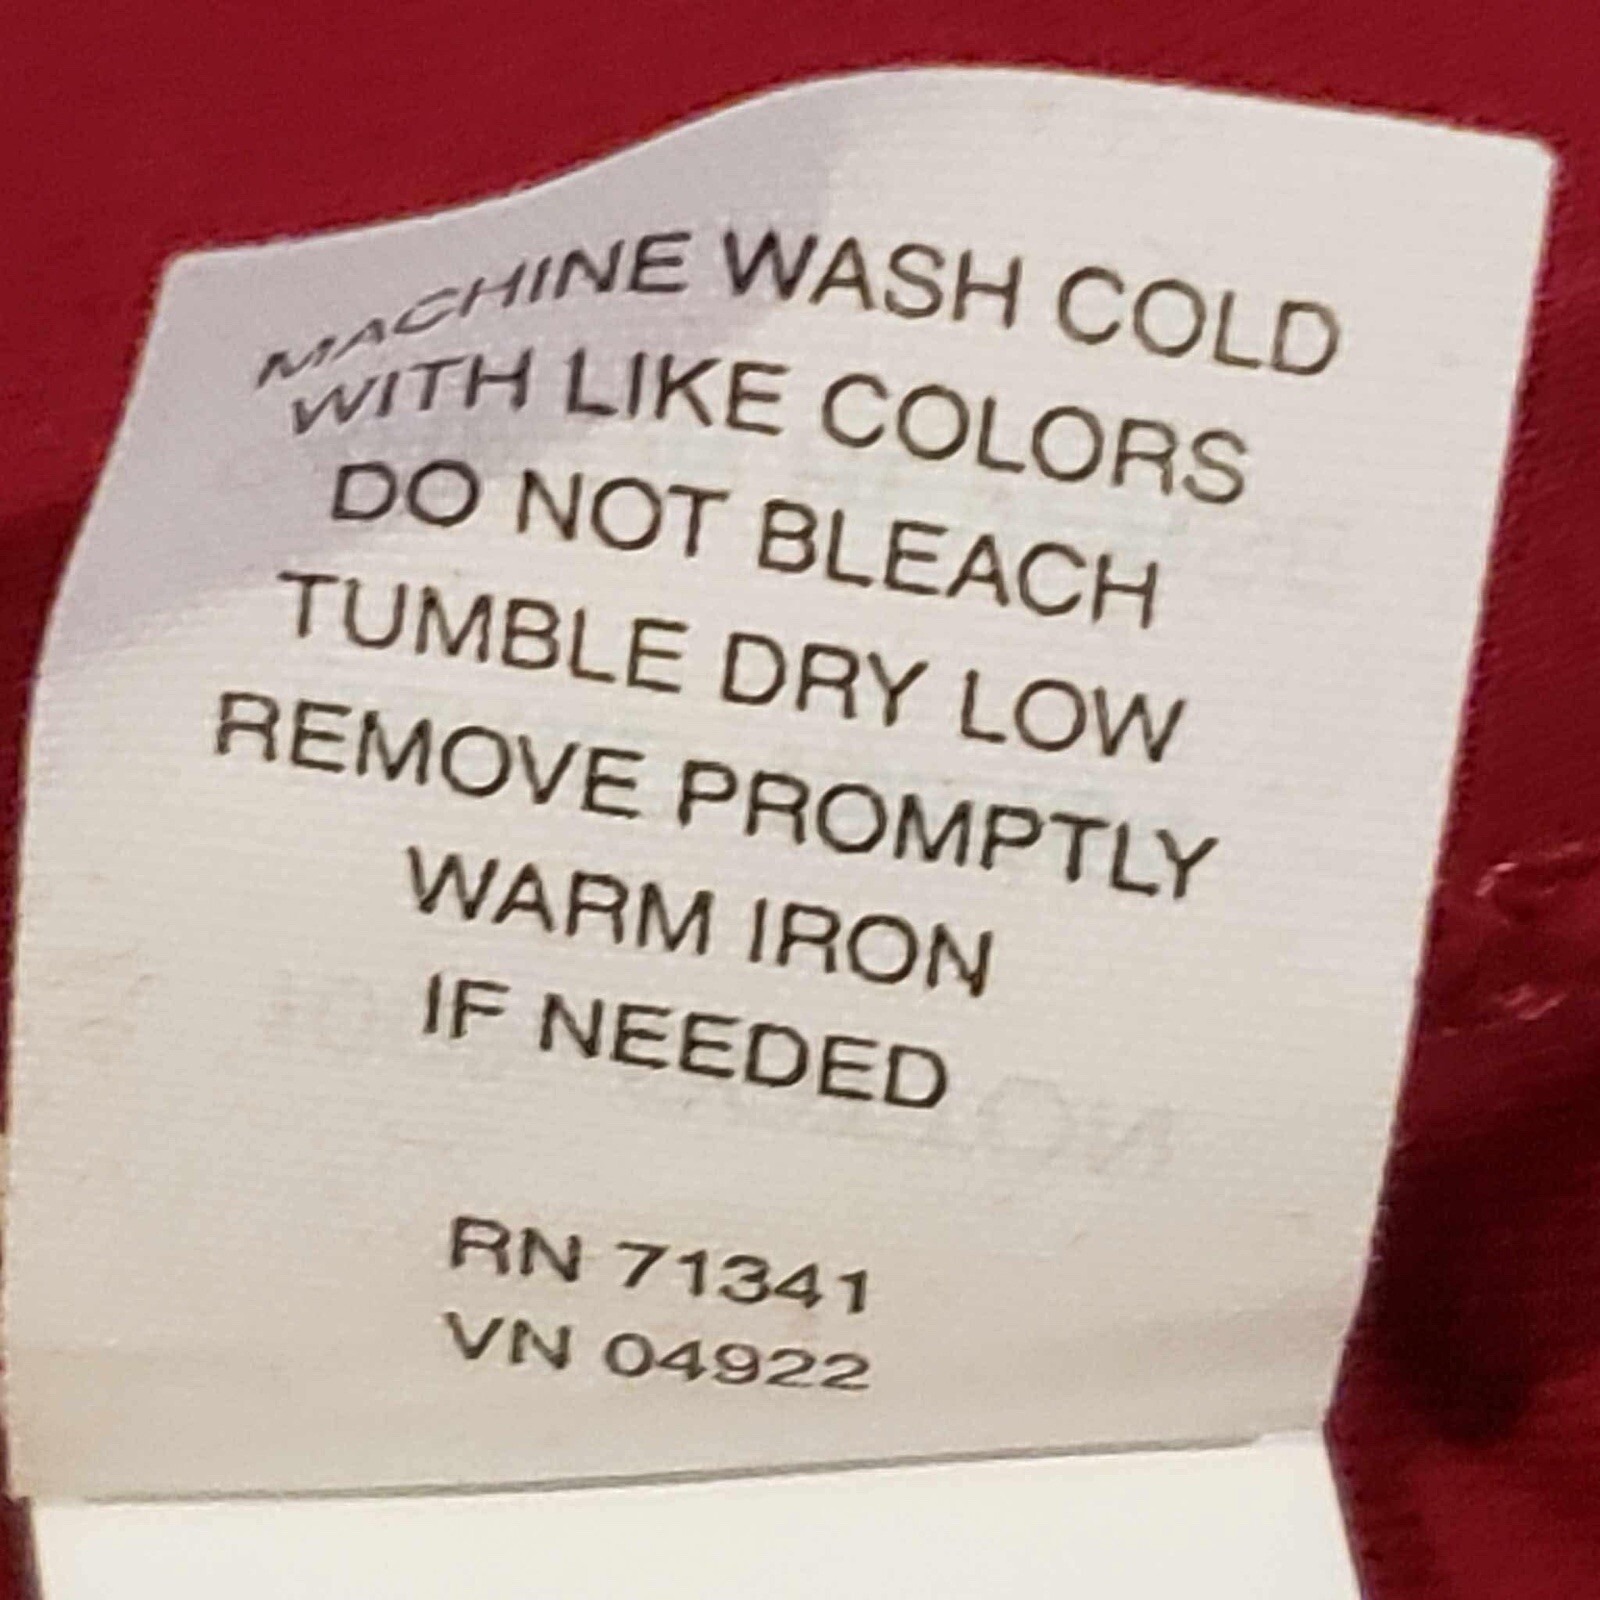 MACHINE WASH COLD
WITH LIKE COLORS
DO NOT BLEACH
TUMBLE DRY LOW
REMOVE PROMPTLY
WARM IRON
IF NEEDED
RN 71341
VN 04922